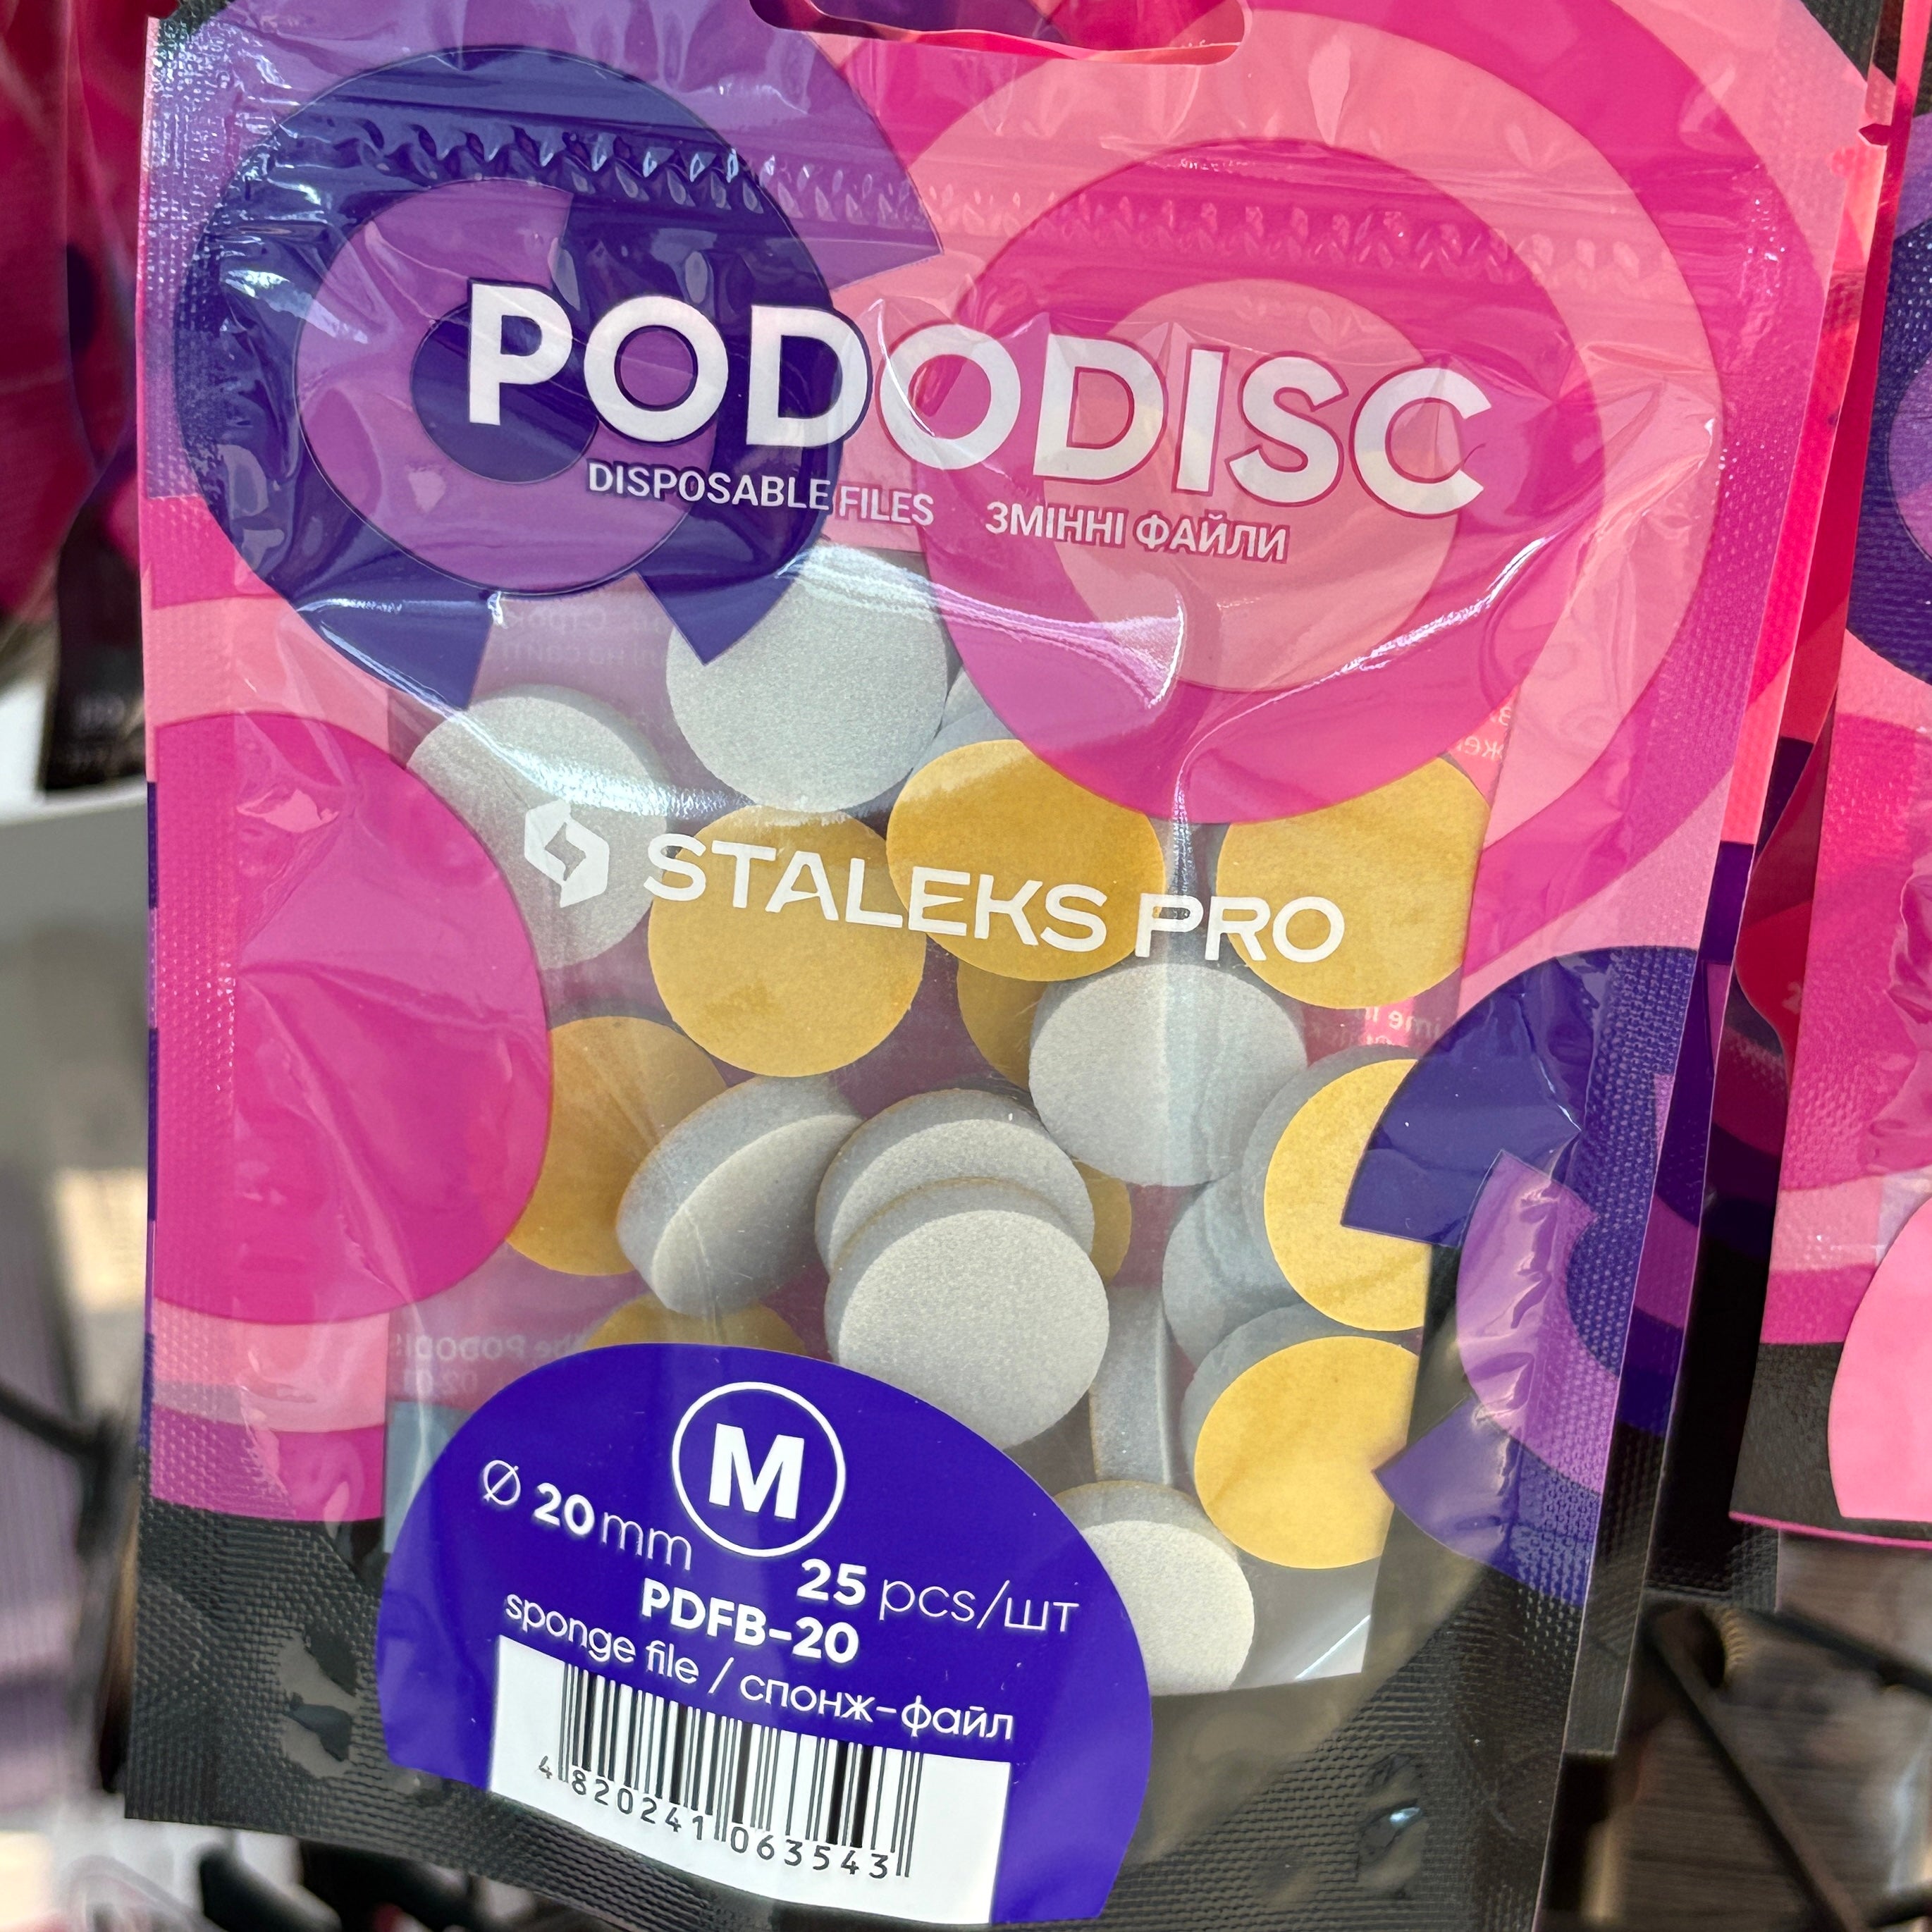 PODODISC
DISPOSABLE FILES ЗМІННІ ФАЙЛИ
STALEKS PRO
M
Ø 20 mm
25 pcs/шт
PDFB-20
sponge file / спонж-файл
4 820241 063543